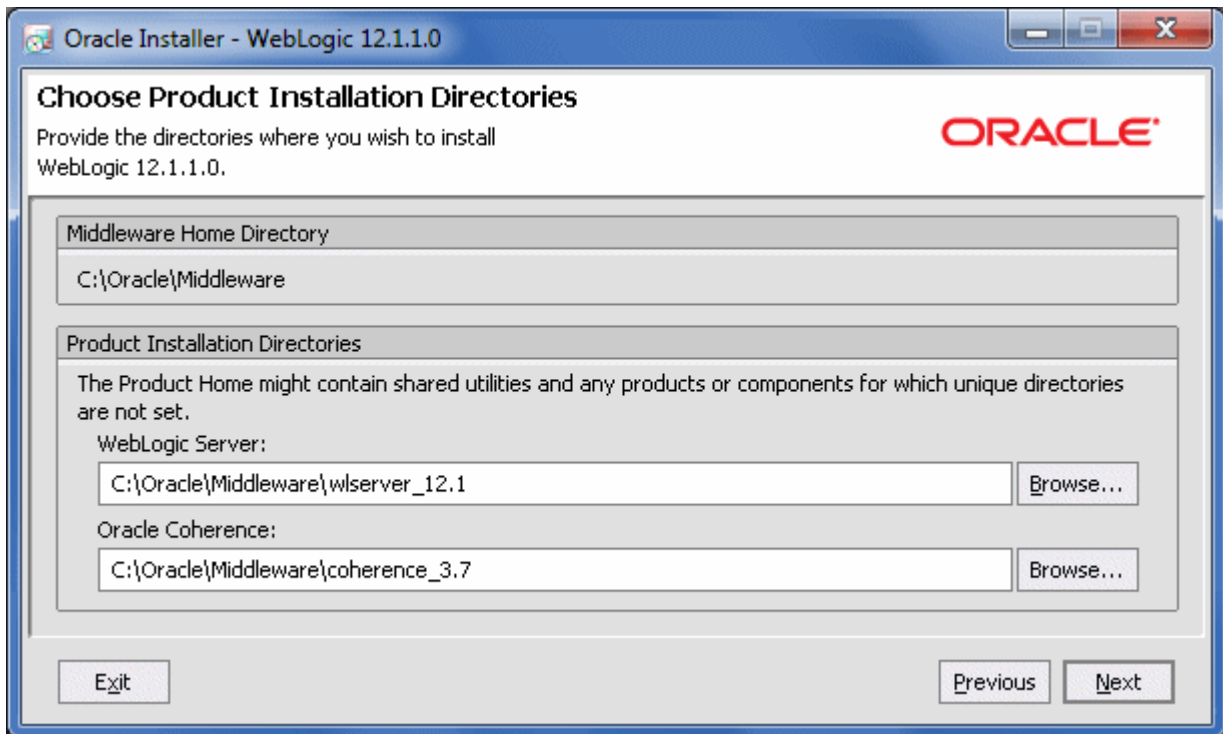 Oracle Installer - WebLogic 12.1.1.0
Choose Product Installation Directories
Provide the directories where you wish to install
WebLogic 12.1.1.0.
ORACLE
Middleware Home Directory
C:\Oracle\Middleware
Product Installation Directories
The Product Home might contain shared utilities and any products or components for which unique directories
are not set.
WebLogic Server:
C:\Oracle\Middleware\wlserver_12.1
Browse...
Oracle Coherence:
C:\Oracle\Middleware\coherence_3.7
Browse...
Exit
Previous
Next